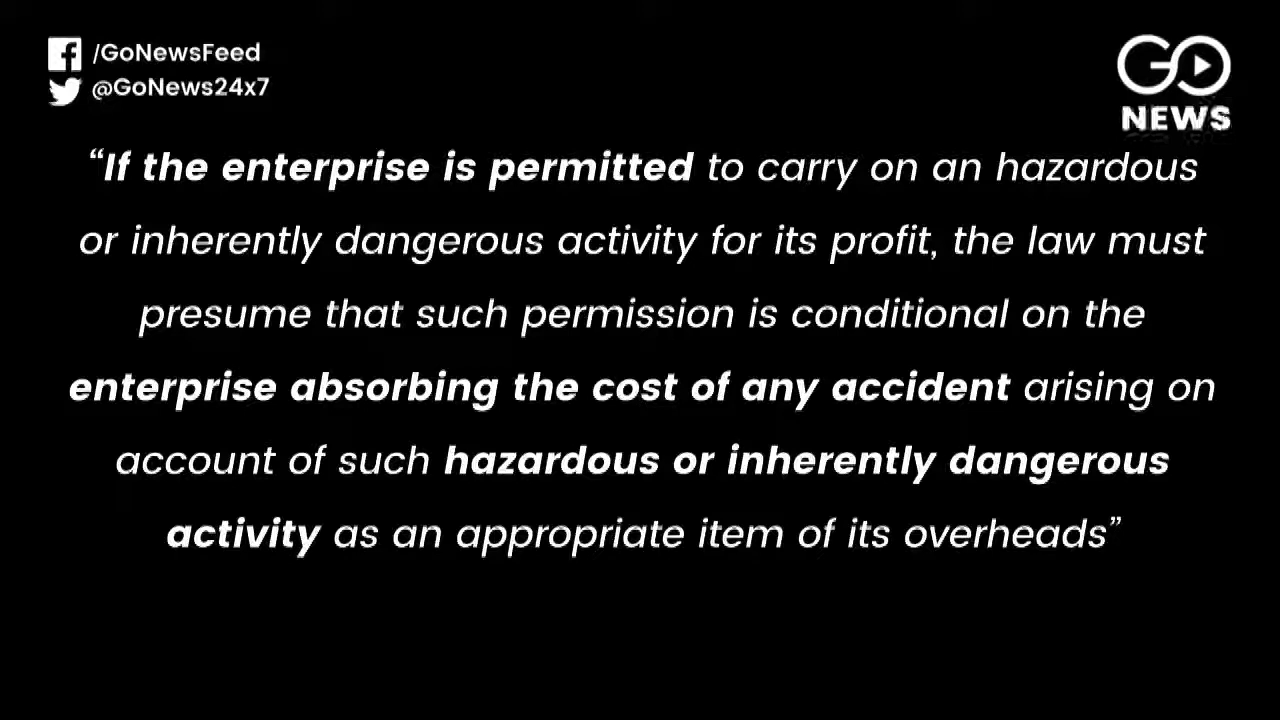 /GoNewsFeed
@GoNews24x7
GO
NEWS
“If the enterprise is permitted to carry on an hazardous
or inherently dangerous activity for its profit, the law must
presume that such permission is conditional on the
enterprise absorbing the cost of any accident arising on
account of such hazardous or inherently dangerous
activity as an appropriate item of its overheads”